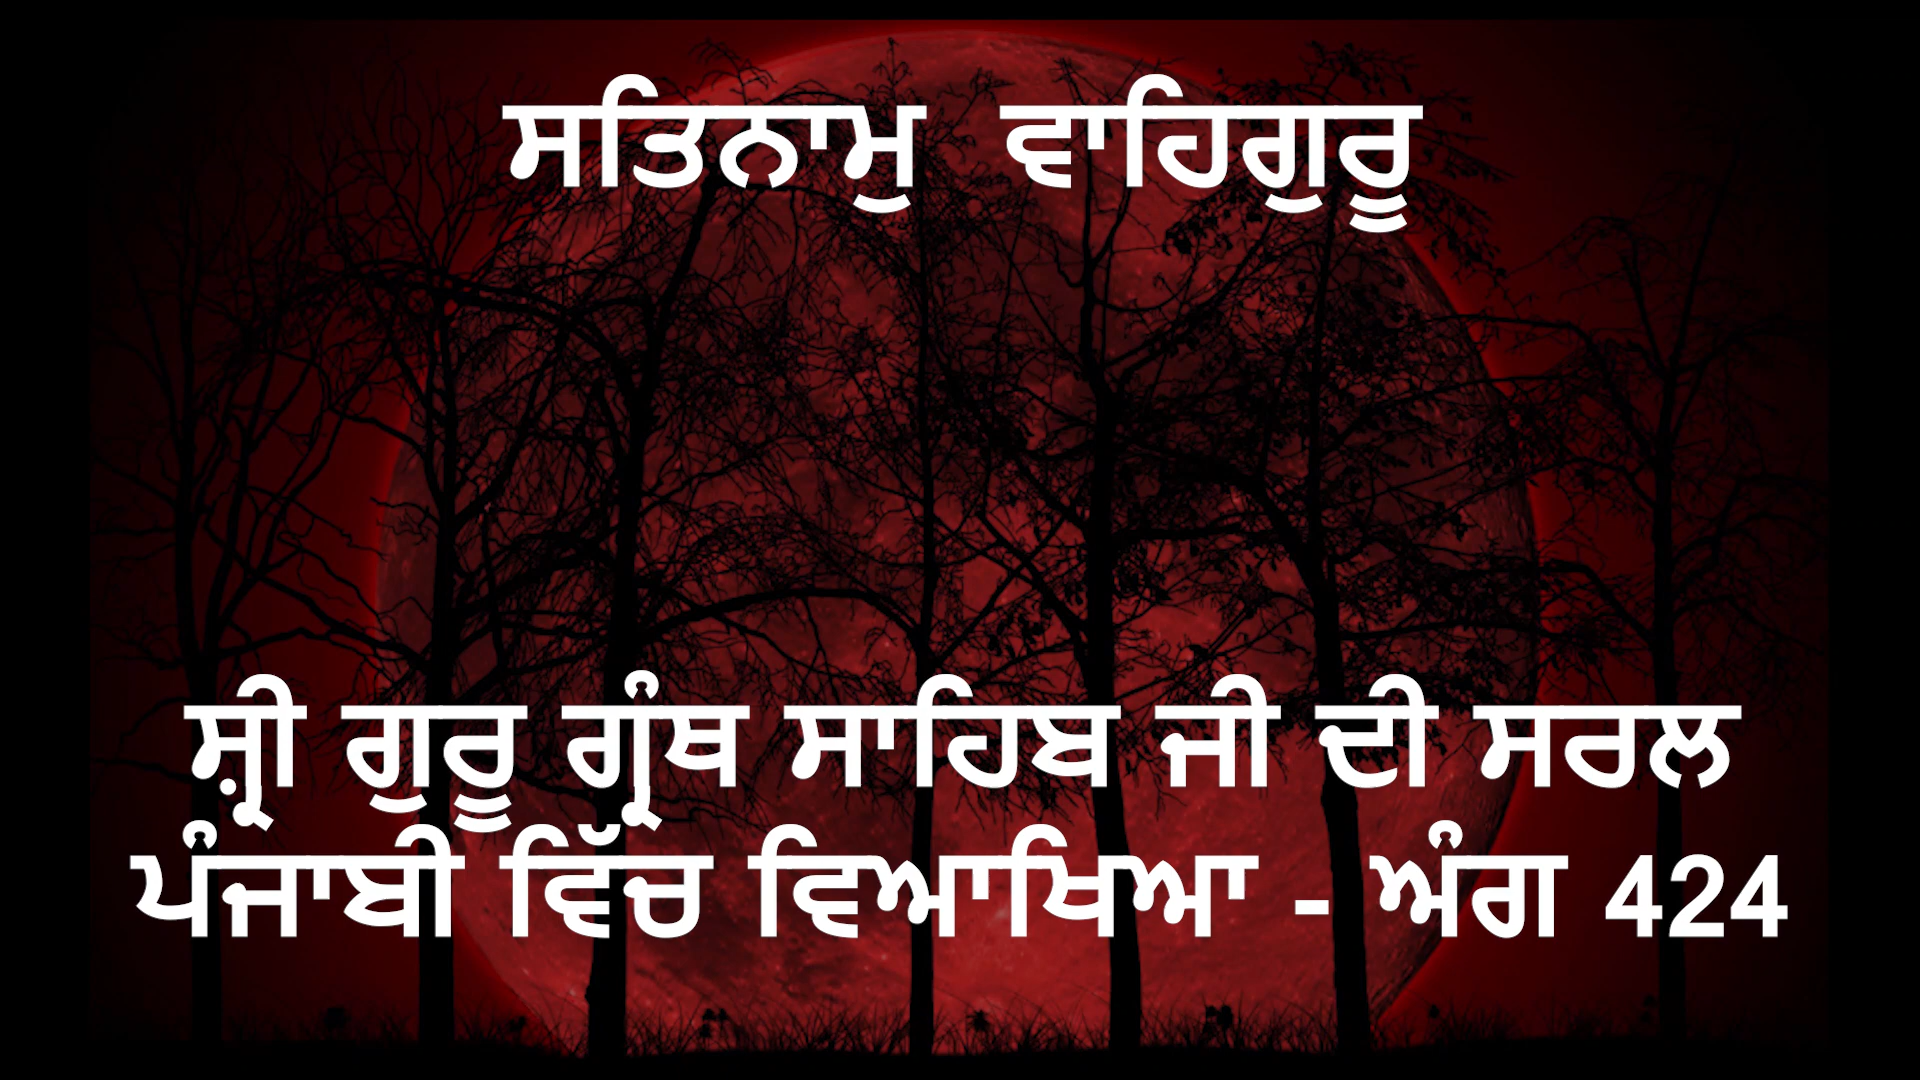 ਸਤਿਨਾਮੁ ਵਾਹਿਗੁਰੂ
ਸ਼੍ਰੀ ਗੁਰੂ ਗ੍ਰੰਥ ਸਾਹਿਬ ਜੀ ਦੀ ਸਰਲ
ਪੰਜਾਬੀ ਵਿੱਚ ਵਿਆਖਿਆ - ਅੰਗ 424